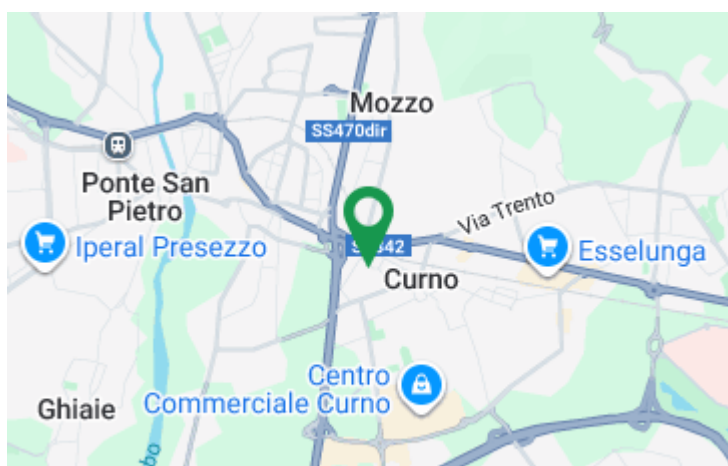 Mozzo
SS470dir
Ponte San
Pietro
Via Trento
Iperal Presezzo
Esselunga
Curno
Centro
Commerciale Curno
Ghiaie